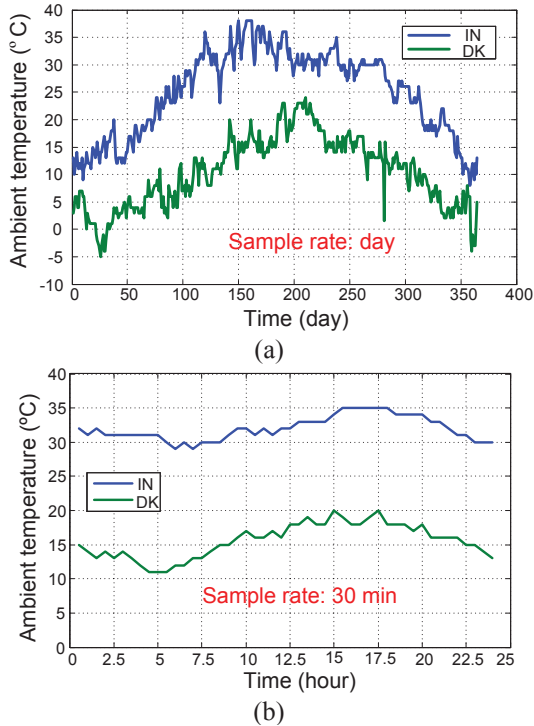 Ambient temperature (°C)
40
35
30
25
20
15
10
5
0
-5
-10
IN
DK
Sample rate: day
0 50 100 150 200 250 300 350 400
Time (day)
(a)
Ambient temperature (ºC)
40
35
30
25
20
15
10
5
0
IN
DK
Sample rate: 30 min
0 2.5 5 7.5 10 12.5 15 17.5 20 22.5 25
Time (hour)
(b)